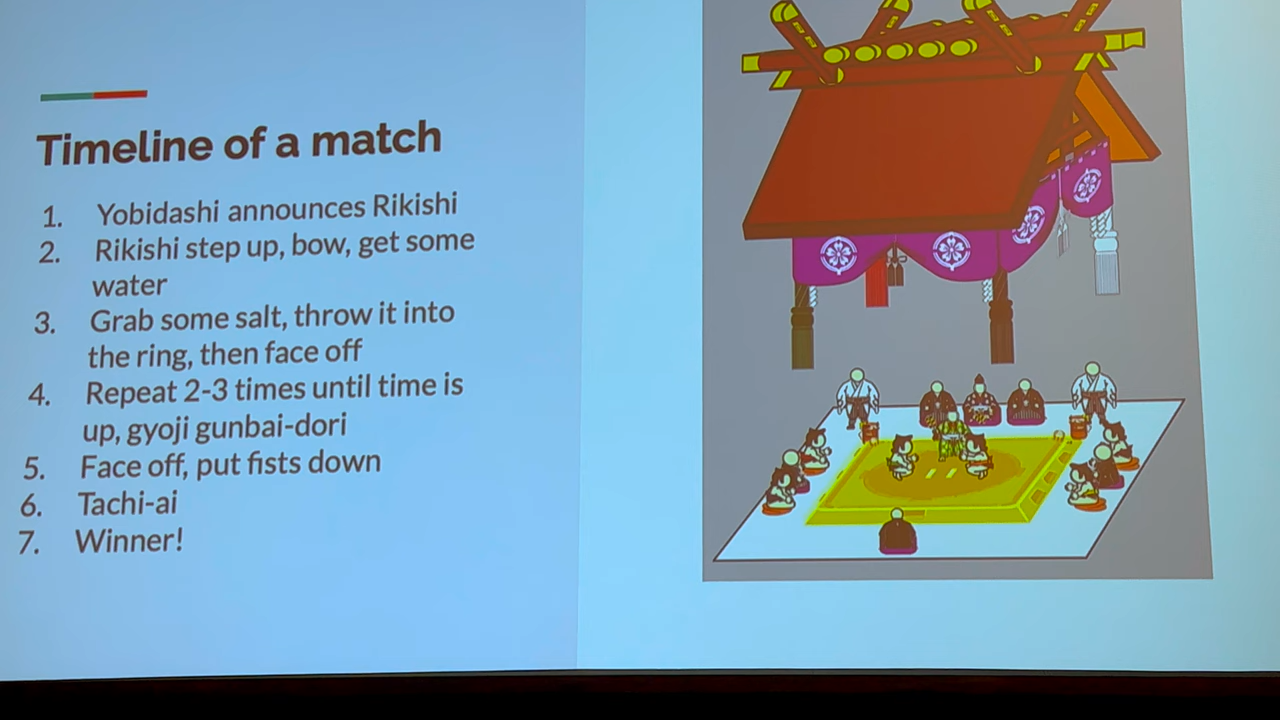 Timeline of a match
1. Yobidashi announces Rikishi
2. Rikishi step up, bow, get some
water
3. Grab some salt, throw it into
the ring, then face off
4. Repeat 2-3 times until time is
up, gyoji gunbai-dori
5. Face off, put fists down
6. Tachi-ai
7. Winner!